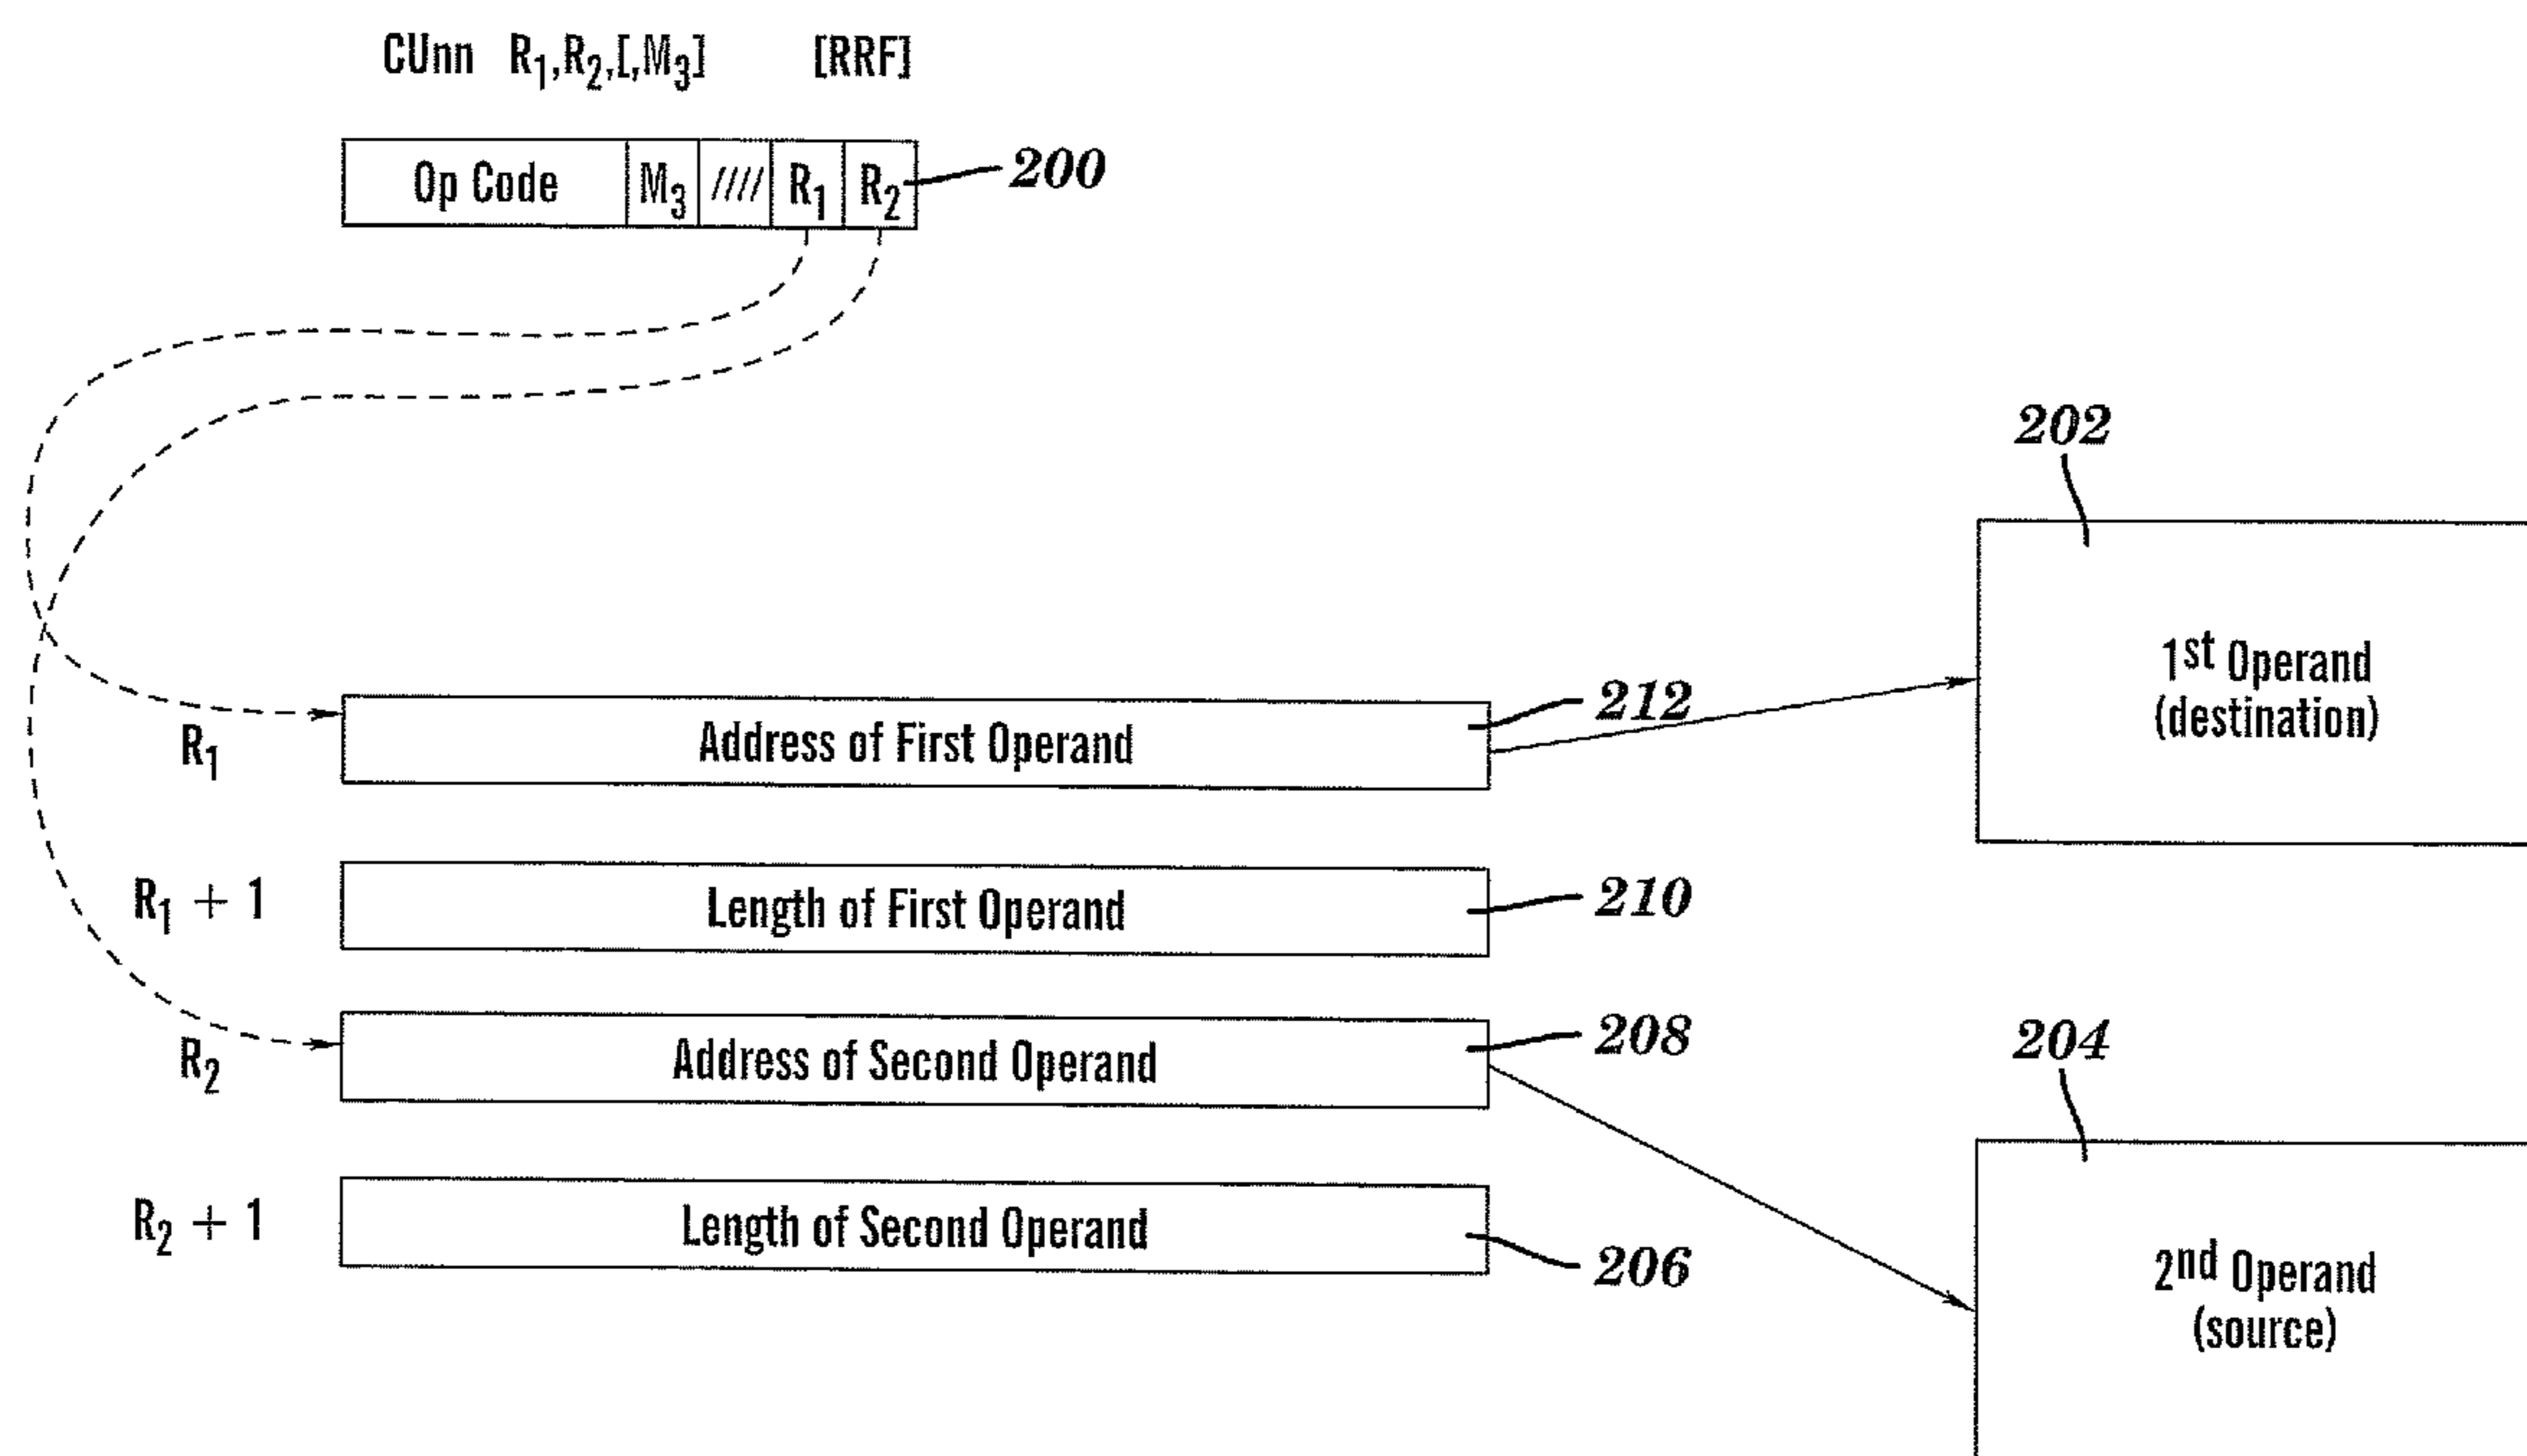 CUnn R1,R2,[,M3] [RRF]
Op Code M3 //// R1 R2 200
202
1st Operand
(destination)
R1 Address of First Operand 212
R1 + 1 Length of First Operand 210
R2 Address of Second Operand 208
204
R2 + 1 Length of Second Operand 206
2nd Operand
(source)